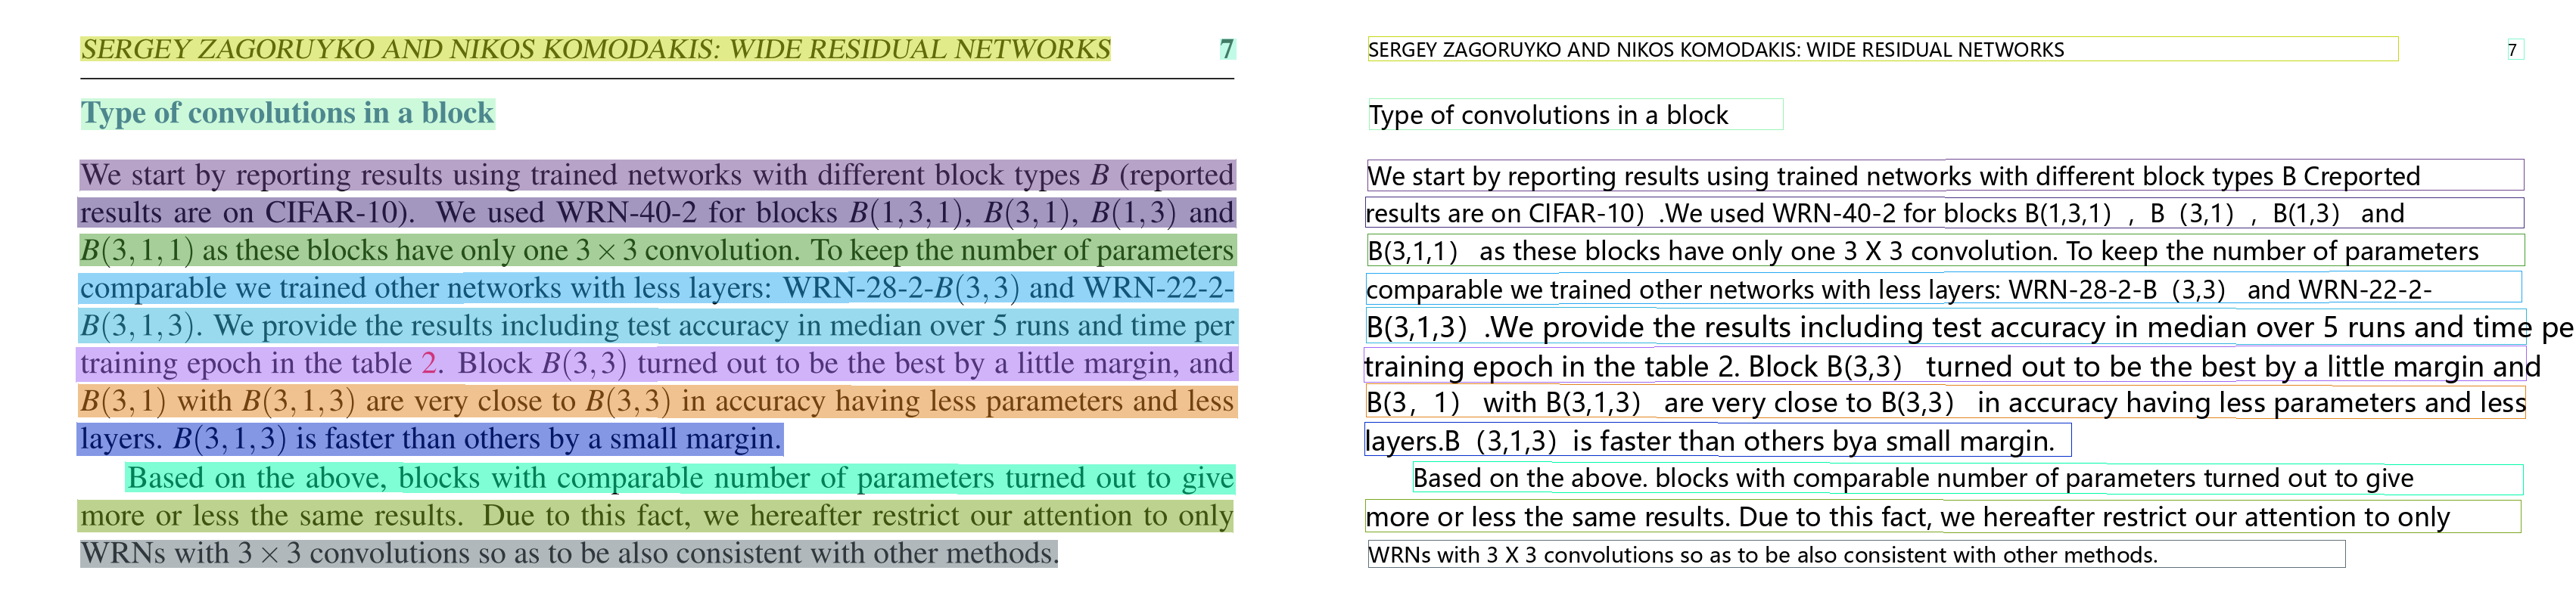 SERGEY ZAGORUYKO AND NIKOS KOMODAKIS: WIDE RESIDUAL NETWORKS 7
Type of convolutions in a block
We start by reporting results using trained networks with different block types B (reported
results are on CIFAR-10). We used WRN-40-2 for blocks B(1,3,1), B(3,1), B(1,3) and
B(3,1,1) as these blocks have only one 3 × 3 convolution. To keep the number of parameters
comparable we trained other networks with less layers: WRN-28-2-B(3,3) and WRN-22-2-
B(3,1,3). We provide the results including test accuracy in median over 5 runs and time per
training epoch in the table 2. Block B(3,3) turned out to be the best by a little margin, and
B(3,1) with B(3,1,3) are very close to B(3,3) in accuracy having less parameters and less
layers. B(3,1,3) is faster than others by a small margin.
Based on the above, blocks with comparable number of parameters turned out to give
more or less the same results. Due to this fact, we hereafter restrict our attention to only
WRNs with 3 × 3 convolutions so as to be also consistent with other methods.
SERGEY ZAGORUYKO AND NIKOS KOMODAKIS: WIDE RESIDUAL NETWORKS 7
Type of convolutions in a block
We start by reporting results using trained networks with different block types B Creported
results are on CIFAR-10) .We used WRN-40-2 for blocks B(1,3,1) , B (3,1) , B(1,3) and
B(3,1,1) as these blocks have only one 3 X 3 convolution. To keep the number of parameters
comparable we trained other networks with less layers: WRN-28-2-B (3,3) and WRN-22-2-
B(3,1,3) .We provide the results including test accuracy in median over 5 runs and time pe
training epoch in the table 2. Block B(3,3) turned out to be the best by a little margin and
B(3, 1) with B(3,1,3) are very close to B(3,3) in accuracy having less parameters and less
layers.B (3,1,3) is faster than others bya small margin.
Based on the above. blocks with comparable number of parameters turned out to give
more or less the same results. Due to this fact, we hereafter restrict our attention to only
WRNs with 3 X 3 convolutions so as to be also consistent with other methods.